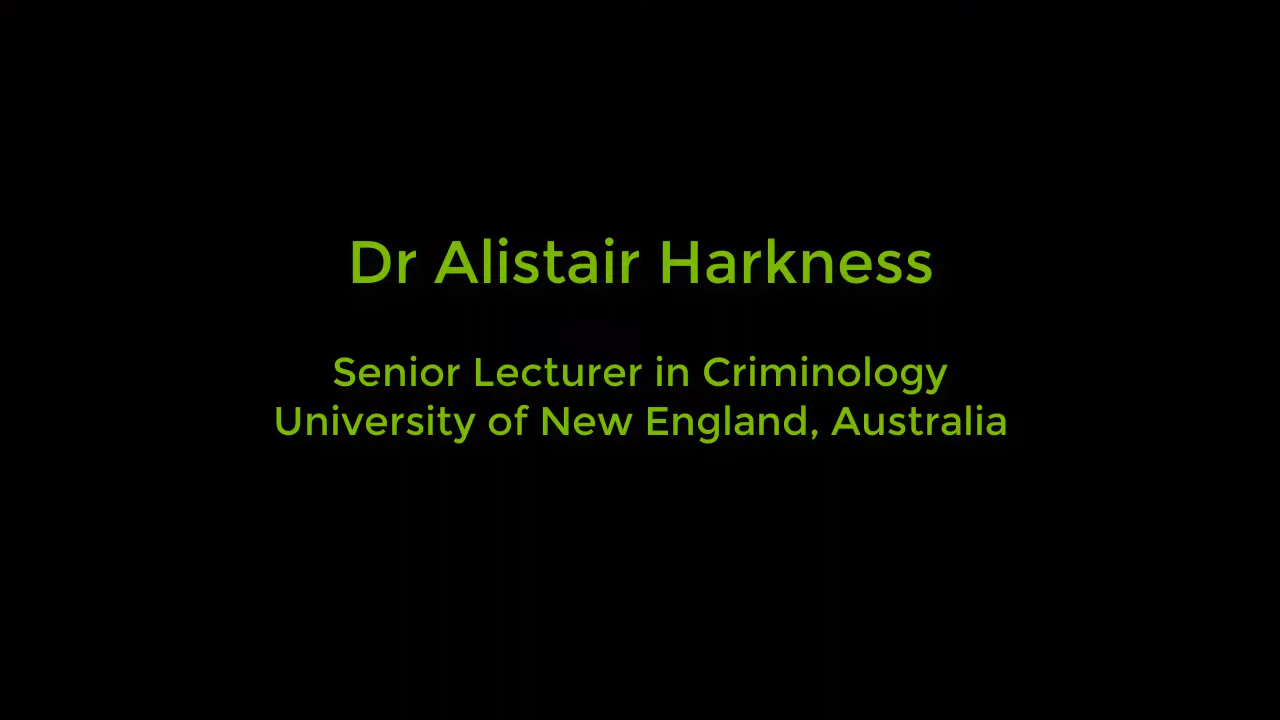 Dr Alistair Harkness
Senior Lecturer in Criminology
University of New England, Australia